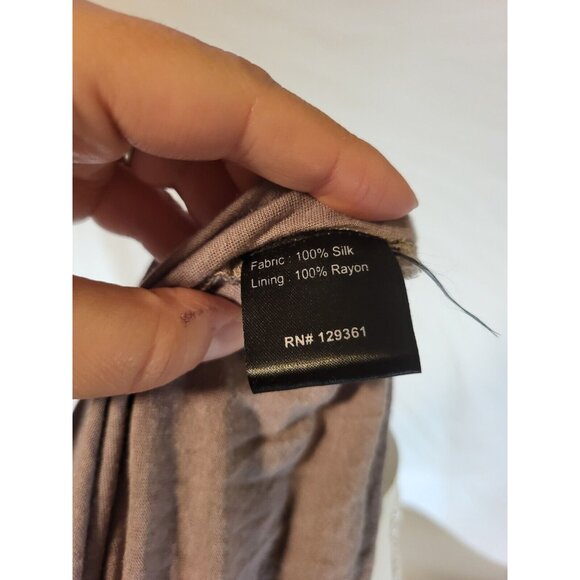 Fabric : 100% Silk
Lining : 100% Rayon
RN# 129361